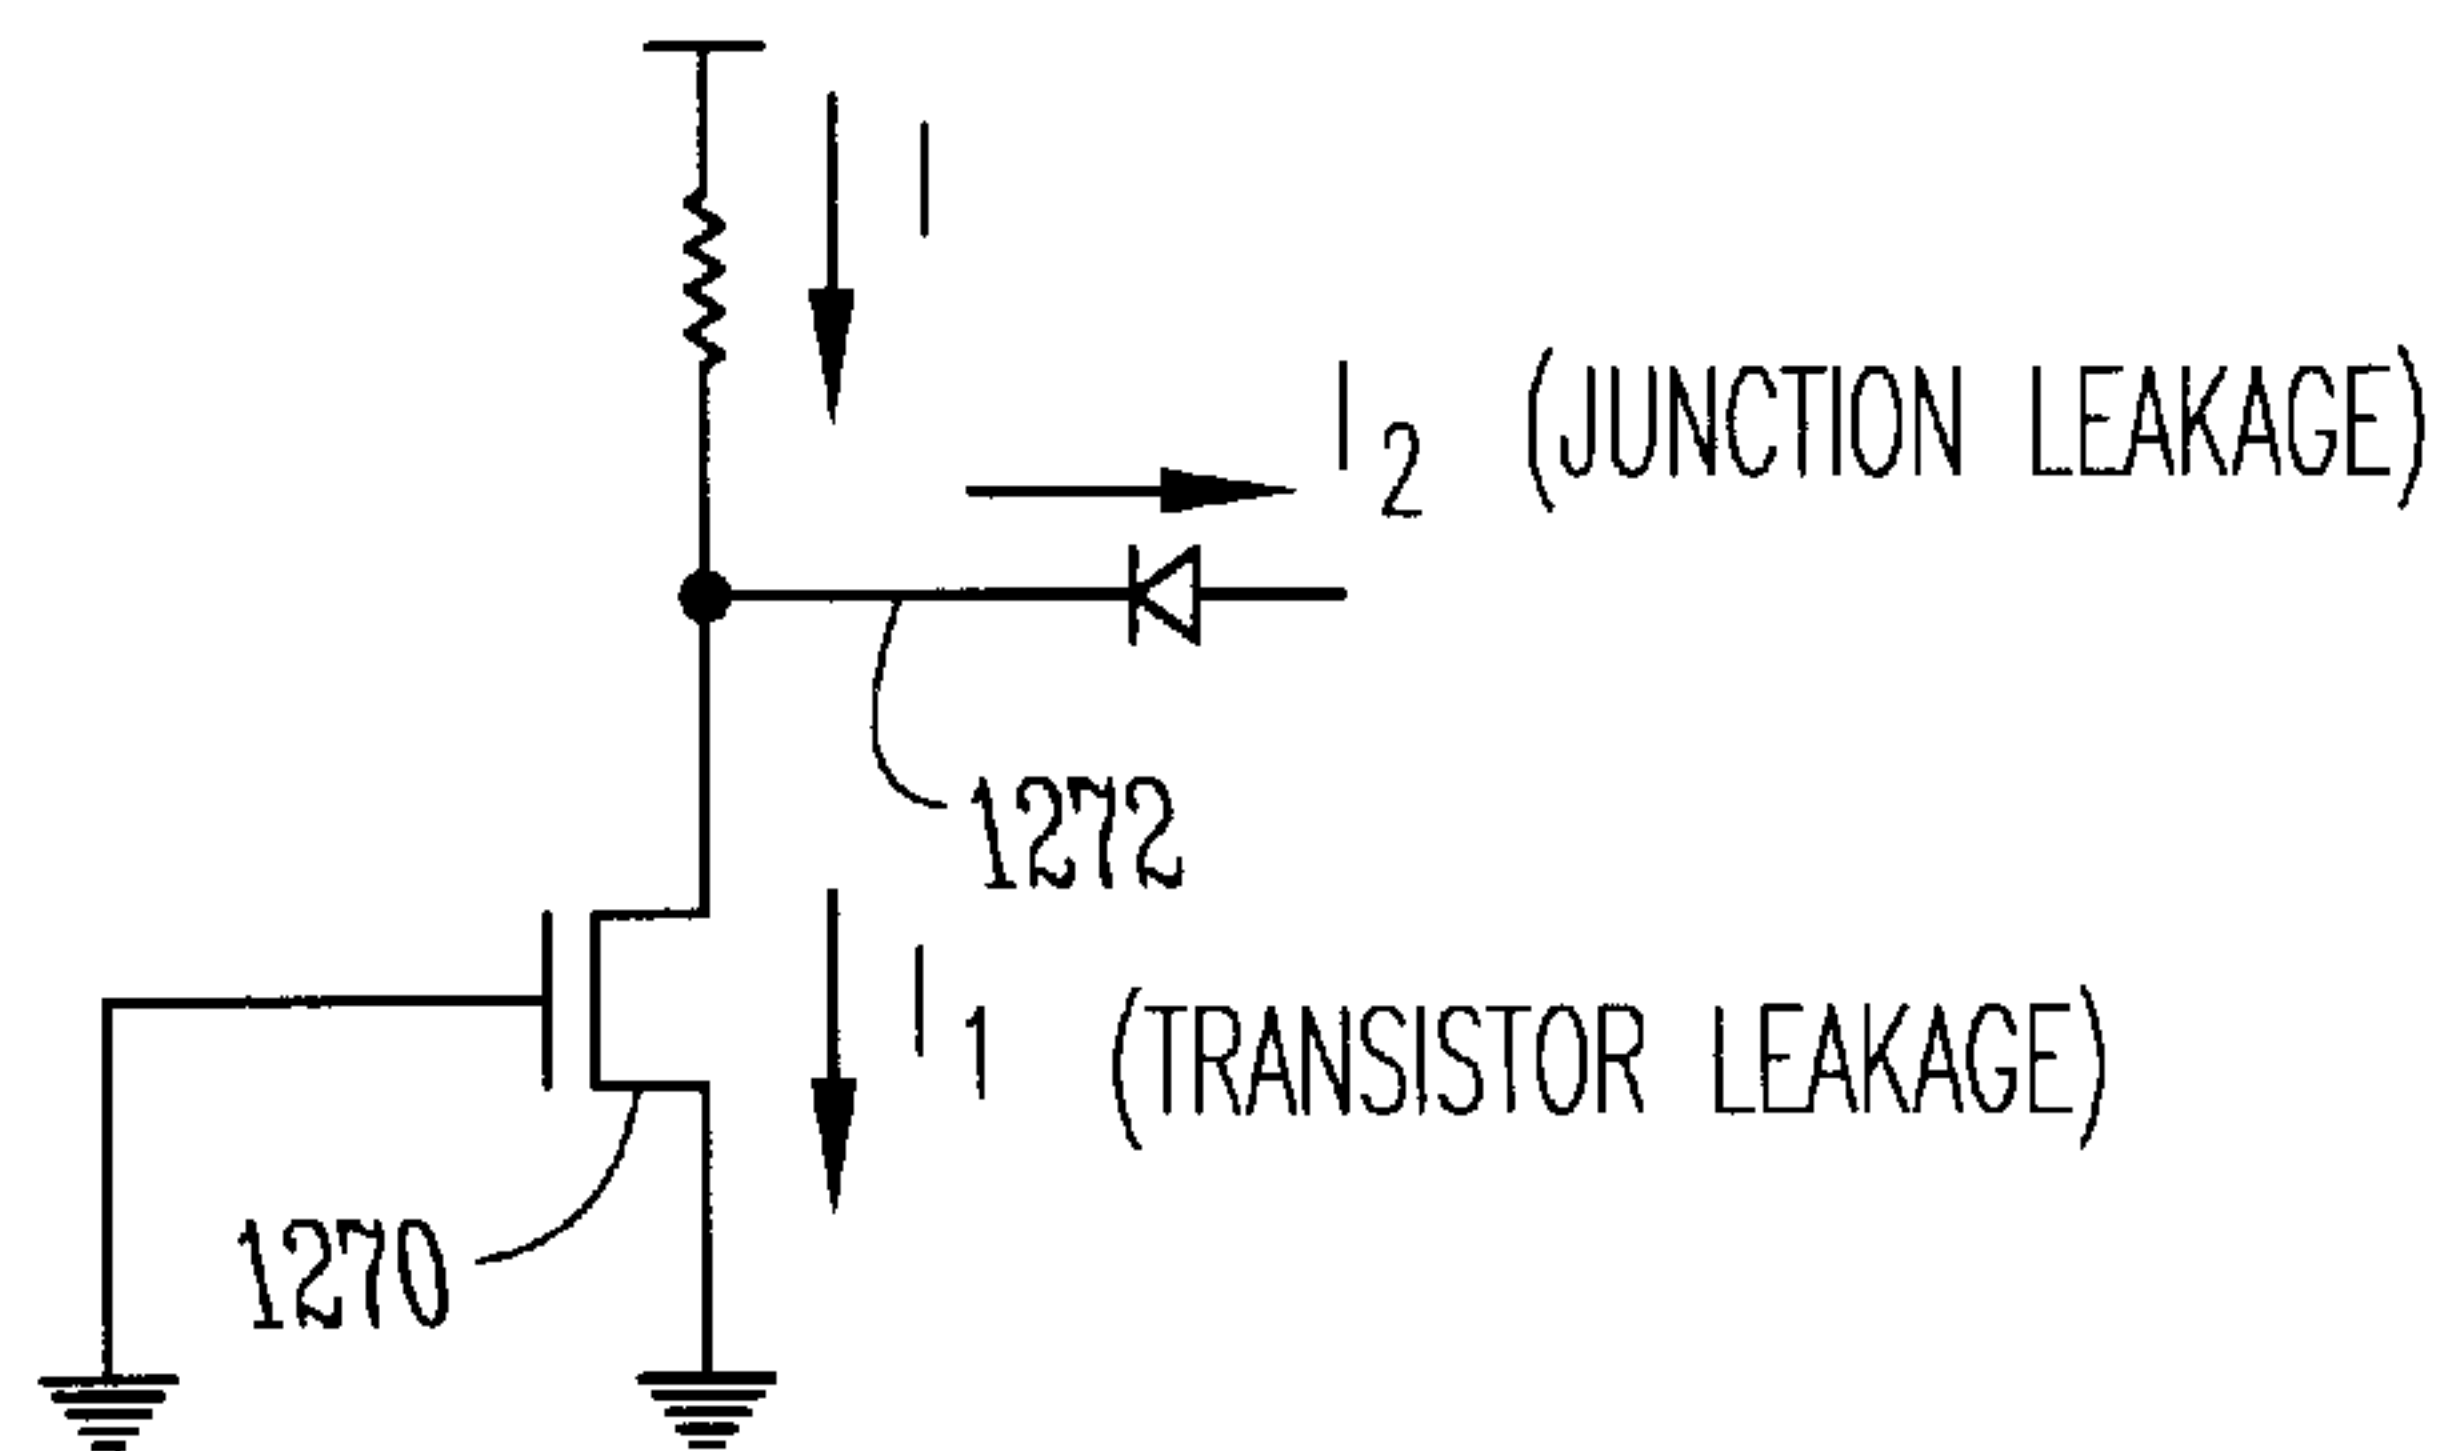 I
I2 (JUNCTION LEAKAGE)
1272
I1 (TRANSISTOR LEAKAGE)
1270